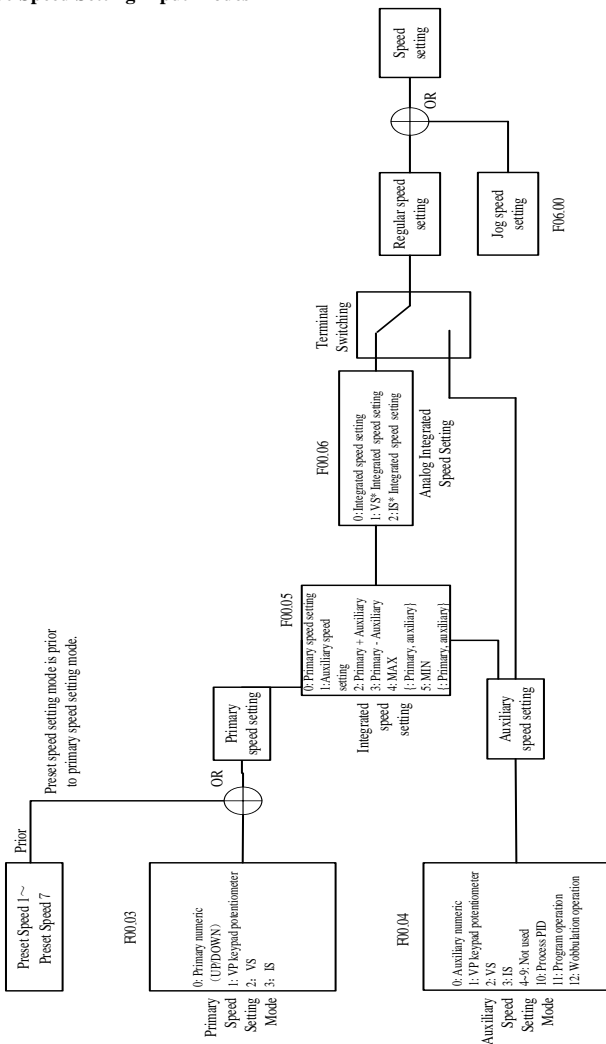 Preset Speed 1～
Preset Speed 7
Prior
Preset speed setting mode is prior
to primary speed setting mode.
F00.03
Primary
Speed
Setting
Mode
0: Primary numeric
（UP/DOWN）
1: VP keypad potentiometer
2：VS
3：IS
OR
Primary
speed setting
F00.04
Auxiliary
Speed
Setting
Mode
0: Auxiliary numeric
1: VP keypad potentiometer
2: VS
3: IS
4~9: Not used
10: Process PID
11: Program operation
12: Wobbulation operation
Auxiliary
speed setting
F00.05
Integrated
speed
setting
0: Primary speed setting
1:Auxiliary speed
setting
2: Primary + Auxiliary
3: Primary - Auxiliary
4: MAX
{: Primary, auxiliary}
5: MIN
{: Primary, auxiliary}
F00.06
0: Integrated speed setting
1: VS* Integrated speed setting
2: IS* Integrated speed setting
Analog Integrated
Speed Setting
Terminal
Switching
Regular speed
setting
OR
Jog speed
setting
F06.00
Speed
setting